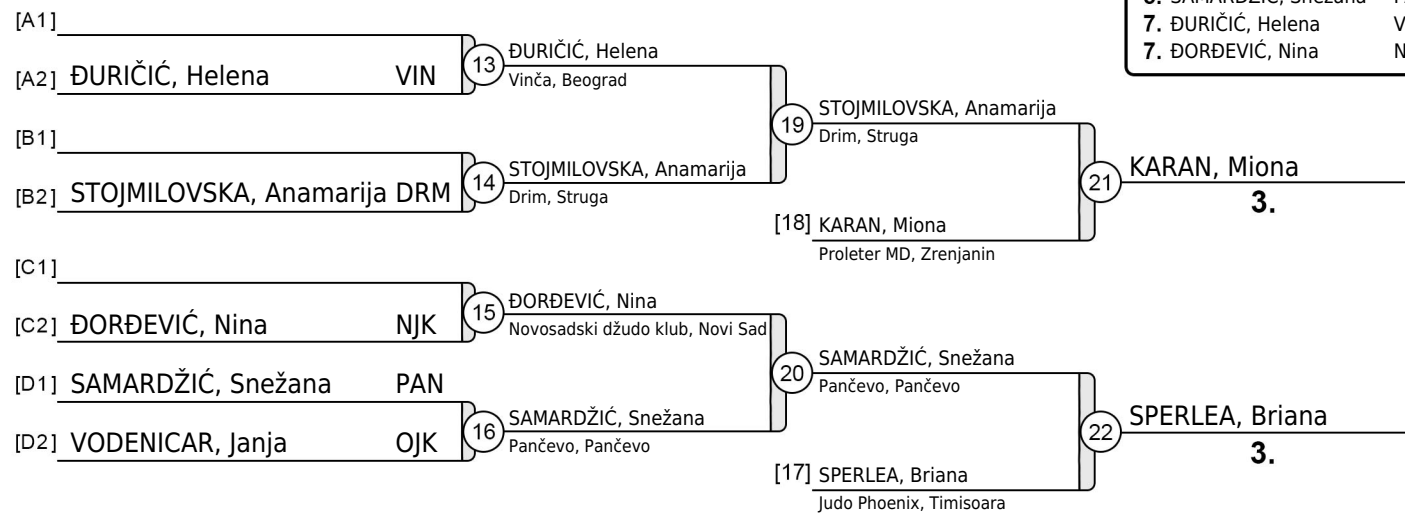 [A1]
[A2] ĐURIČIĆ, Helena VIN
13
ĐURIČIĆ, Helena
Vinča, Beograd
[B1]
[B2] STOJMILOVSKA, Anamarija DRM
14
STOJMILOVSKA, Anamarija
Drim, Struga
19
STOJMILOVSKA, Anamarija
Drim, Struga
[18] KARAN, Miona
Proleter MD, Zrenjanin
21
KARAN, Miona
3.
[C1]
[C2] ĐORĐEVIĆ, Nina NJK
15
ĐORĐEVIĆ, Nina
Novosadski džudo klub, Novi Sad
[D1] SAMARDŽIĆ, Snežana PAN
[D2] VODENICAR, Janja OJK
16
SAMARDŽIĆ, Snežana
Pančevo, Pančevo
20
SAMARDŽIĆ, Snežana
Pančevo, Pančevo
[17] SPERLEA, Briana
Judo Phoenix, Timisoara
22
SPERLEA, Briana
3.
SAMARDŽIĆ, Snežana
7. ĐURIČIĆ, Helena V
7. ĐORĐEVIĆ, Nina N